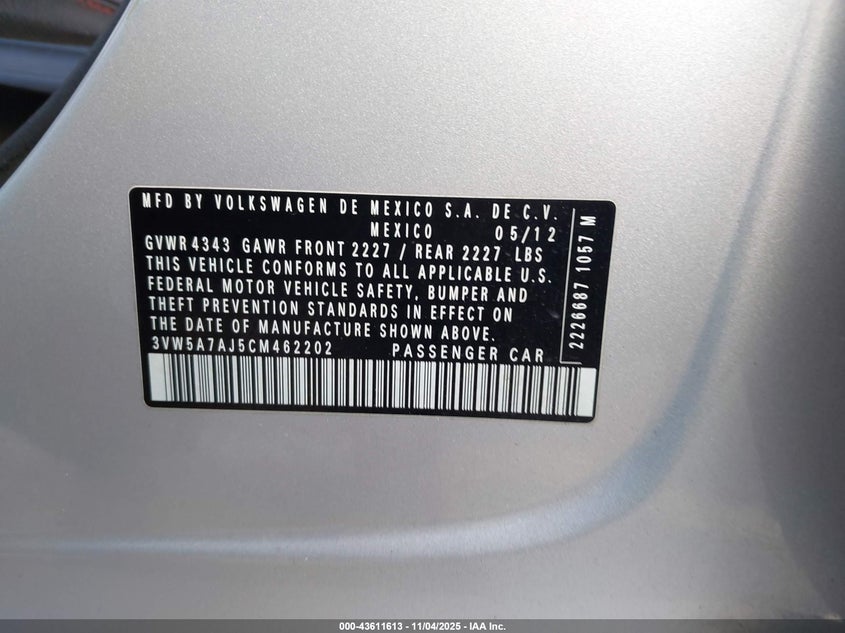 MFD BY VOLKSWAGEN DE MEXICO S.A. DE C.V.
MEXICO 05/12
GVWR 4343 GAWR FRONT 2227 / REAR 2227 LBS
THIS VEHICLE CONFORMS TO ALL APPLICABLE U.S.
FEDERAL MOTOR VEHICLE SAFETY, BUMPER AND
THEFT PREVENTION STANDARDS IN EFFECT ON
THE DATE OF MANUFACTURE SHOWN ABOVE.
3VW5A7AJ5CM462202 PASSENGER CAR
2226687 1057 M
000-43611613 - 11/04/2025 - IAA Inc.